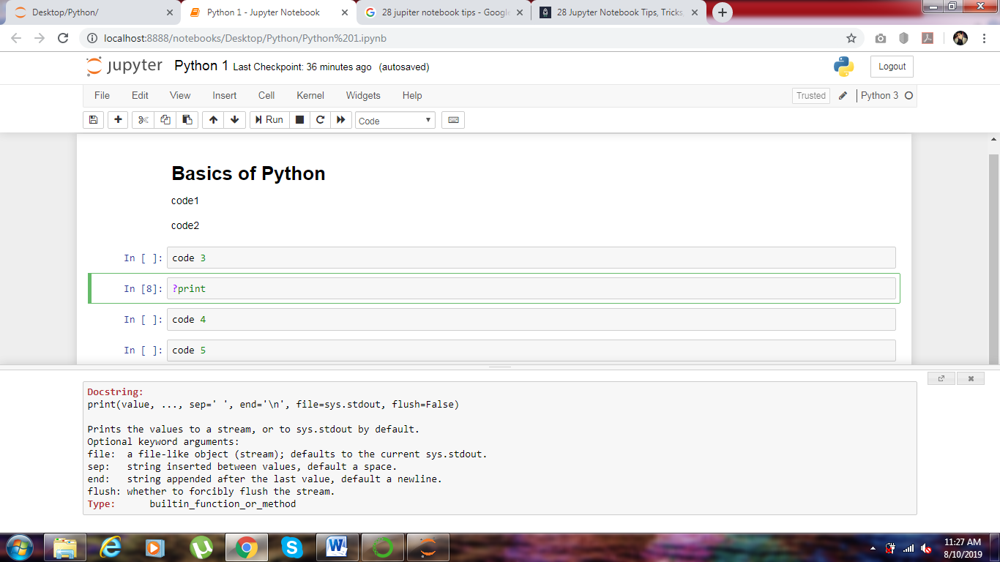 Desktop/Python/
Python 1 - Jupyter Notebook
28 jupiter notebook tips - Google
28 Jupyter Notebook Tips, Tricks,
localhost:8888/notebooks/Desktop/Python/Python%201.ipynb
jupyter Python 1 Last Checkpoint: 36 minutes ago (autosaved)
Logout
File Edit View Insert Cell Kernel Widgets Help
Trusted
Python 3
Run
Code
Basics of Python
code1
code2
In [ ]: code 3
In [8]: ?print
In [ ]: code 4
In [ ]: code 5
Docstring:
print(value, ..., sep=' ', end='\n', file=sys.stdout, flush=False)
Prints the values to a stream, or to sys.stdout by default.
Optional keyword arguments:
file:  a file-like object (stream); defaults to the current sys.stdout.
sep:   string inserted between values, default a space.
end:   string appended after the last value, default a newline.
flush: whether to forcibly flush the stream.
Type:      builtin_function_or_method
11:27 AM
8/10/2019